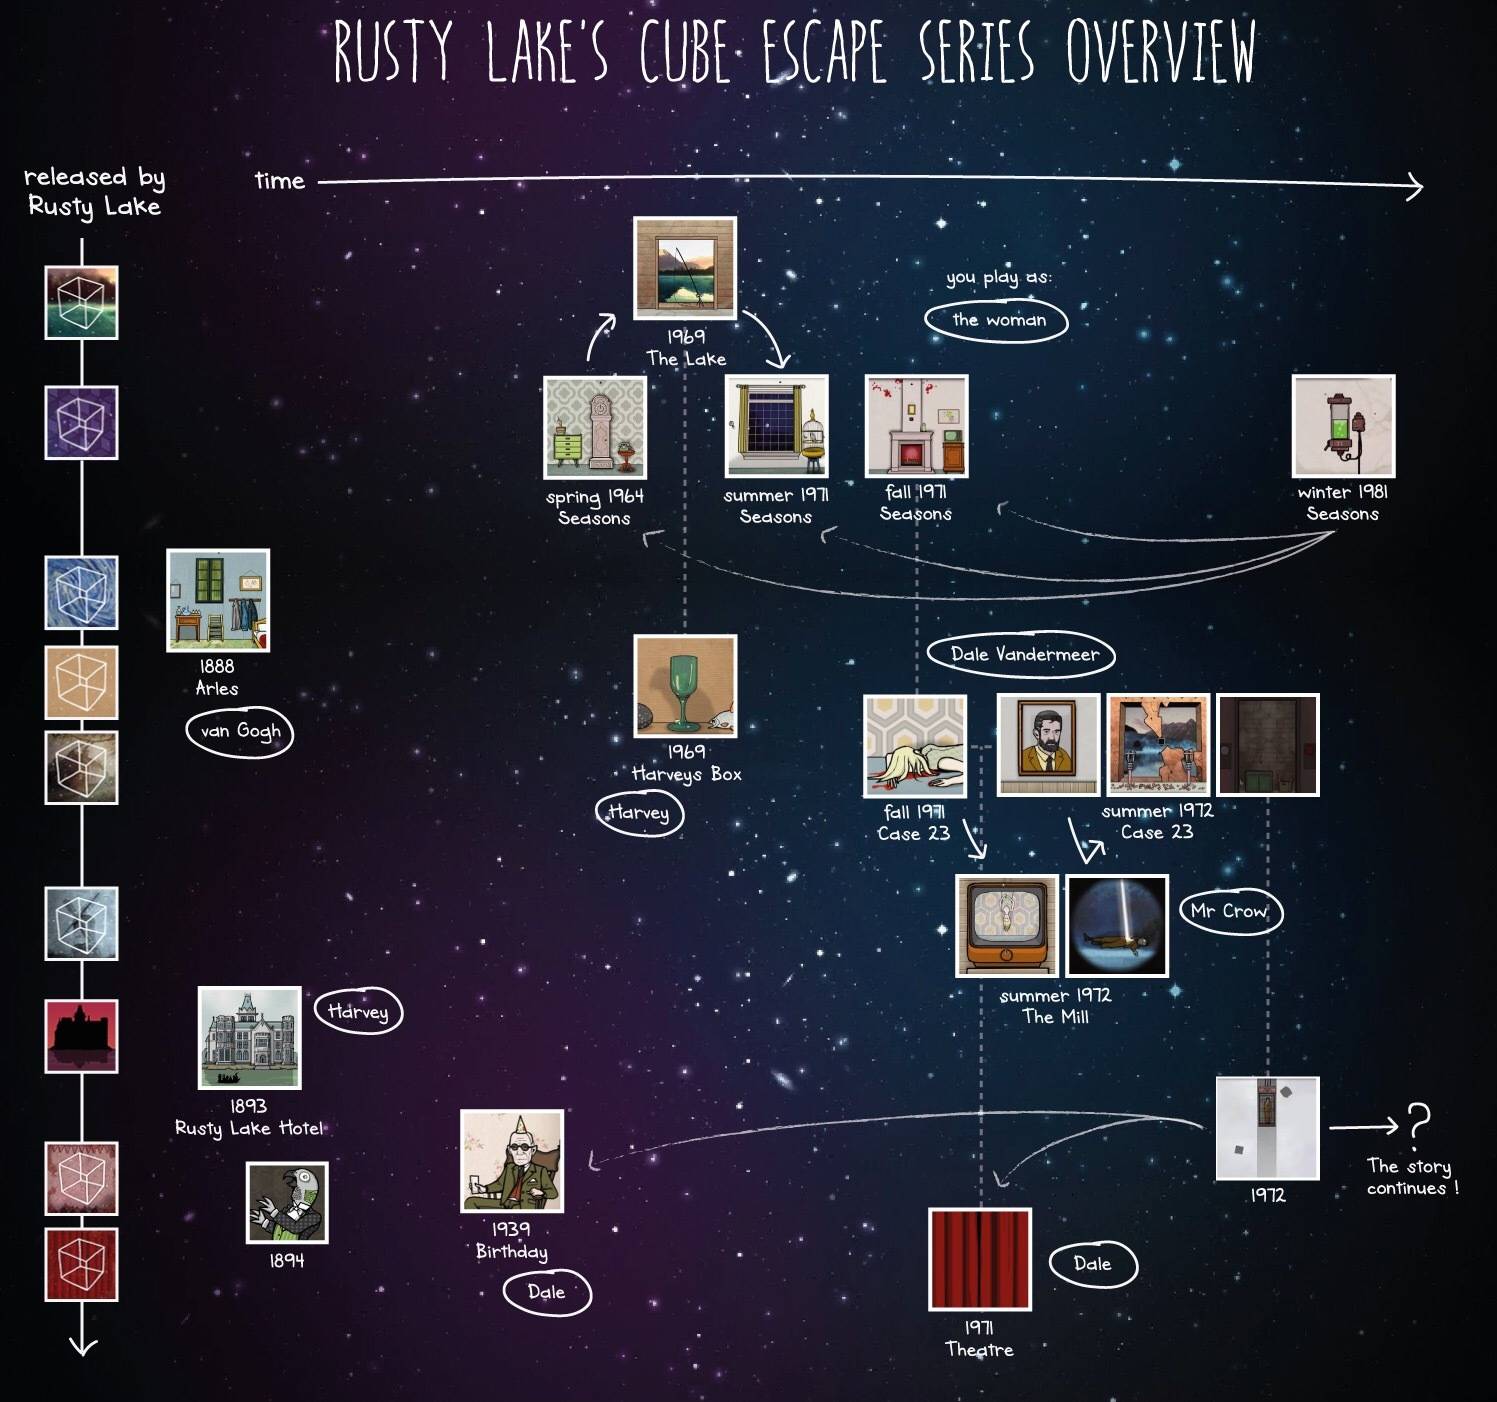 RUSTY LAKE'S CUBE ESCAPE SERIES OVERVIEW
released by
Rusty Lake
time
you play as:
the woman
1969
The Lake
spring 1964
Seasons
summer 1971
Seasons
fall 1971
Seasons
winter 1981
Seasons
1888
Arles
van Gogh
1969
Harveys Box
Harvey
Dale Vandermeer
fall 1971
Case 23
summer 1972
Case 23
Mr Crow
summer 1972
The Mill
Harvey
1893
Rusty Lake Hotel
1894
1939
Birthday
Dale
1972
?
The story
continues !
Dale
1971
Theatre